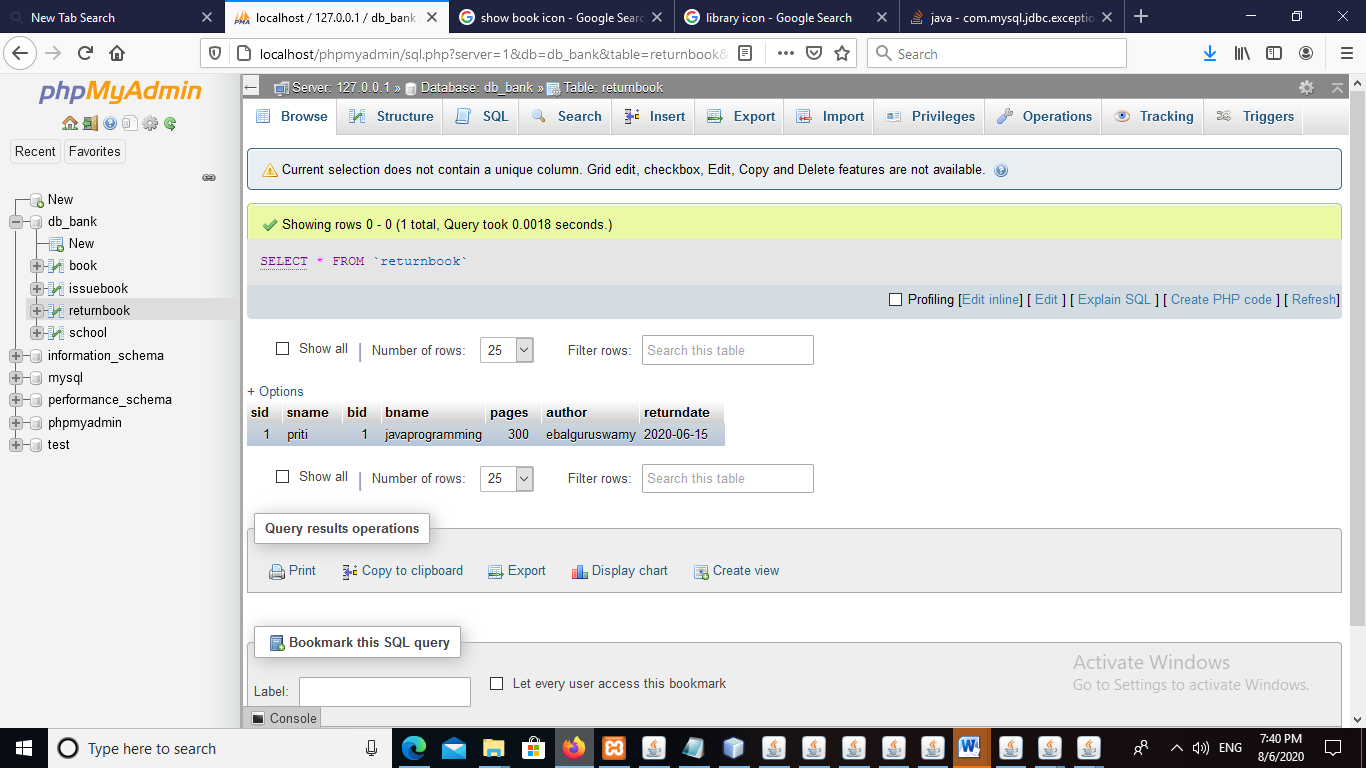 New Tab Search
localhost / 127.0.0.1 / db_bank
show book icon - Google Searc
library icon - Google Search
java - com.mysql.jdbc.exceptio
localhost/phpmyadmin/sql.php?server=1&db=db_bank&table=returnbook&
Search
phpMyAdmin
Recent Favorites
New
db_bank
New
book
issuebook
returnbook
school
information_schema
mysql
performance_schema
phpmyadmin
test
Server: 127.0.0.1 » Database: db_bank » Table: returnbook
Browse Structure SQL Search Insert Export Import Privileges Operations Tracking Triggers
Current selection does not contain a unique column. Grid edit, checkbox, Edit, Copy and Delete features are not available.
Showing rows 0 - 0 (1 total, Query took 0.0018 seconds.)
SELECT * FROM `returnbook`
Profiling [Edit inline] [ Edit ] [ Explain SQL ] [ Create PHP code ] [ Refresh]
Show all | Number of rows: 25 Filter rows: Search this table
+ Options
sid sname bid bname pages author returndate
1 priti 1 javaprogramming 300 ebalguruswamy 2020-06-15
Show all | Number of rows: 25 Filter rows: Search this table
Query results operations
Print Copy to clipboard Export Display chart Create view
Bookmark this SQL query
Label: Let every user access this bookmark
Console
Activate Windows
Go to Settings to activate Windows.
Type here to search
ENG
7:40 PM
8/6/2020